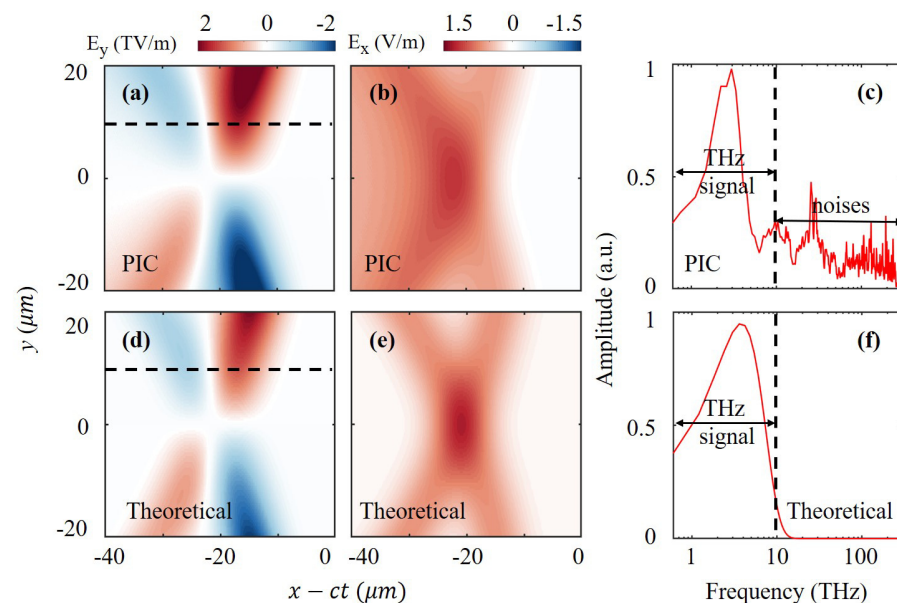 E_y (TV/m) 2 0 -2
E_x (V/m) 1.5 0 -1.5
(a)
(b)
(c)
20
0
-20
PIC
PIC
PIC
1
0.5
0
THz
signal
noises
(d)
(e)
(f)
20
0
-20
Theoretical
Theoretical
Theoretical
1
0.5
0
THz
signal
y (μm)
Amplitude (a.u.)
-40 -20 0
-40 -20 0
1 10 100
x − ct (μm)
Frequency (THz)